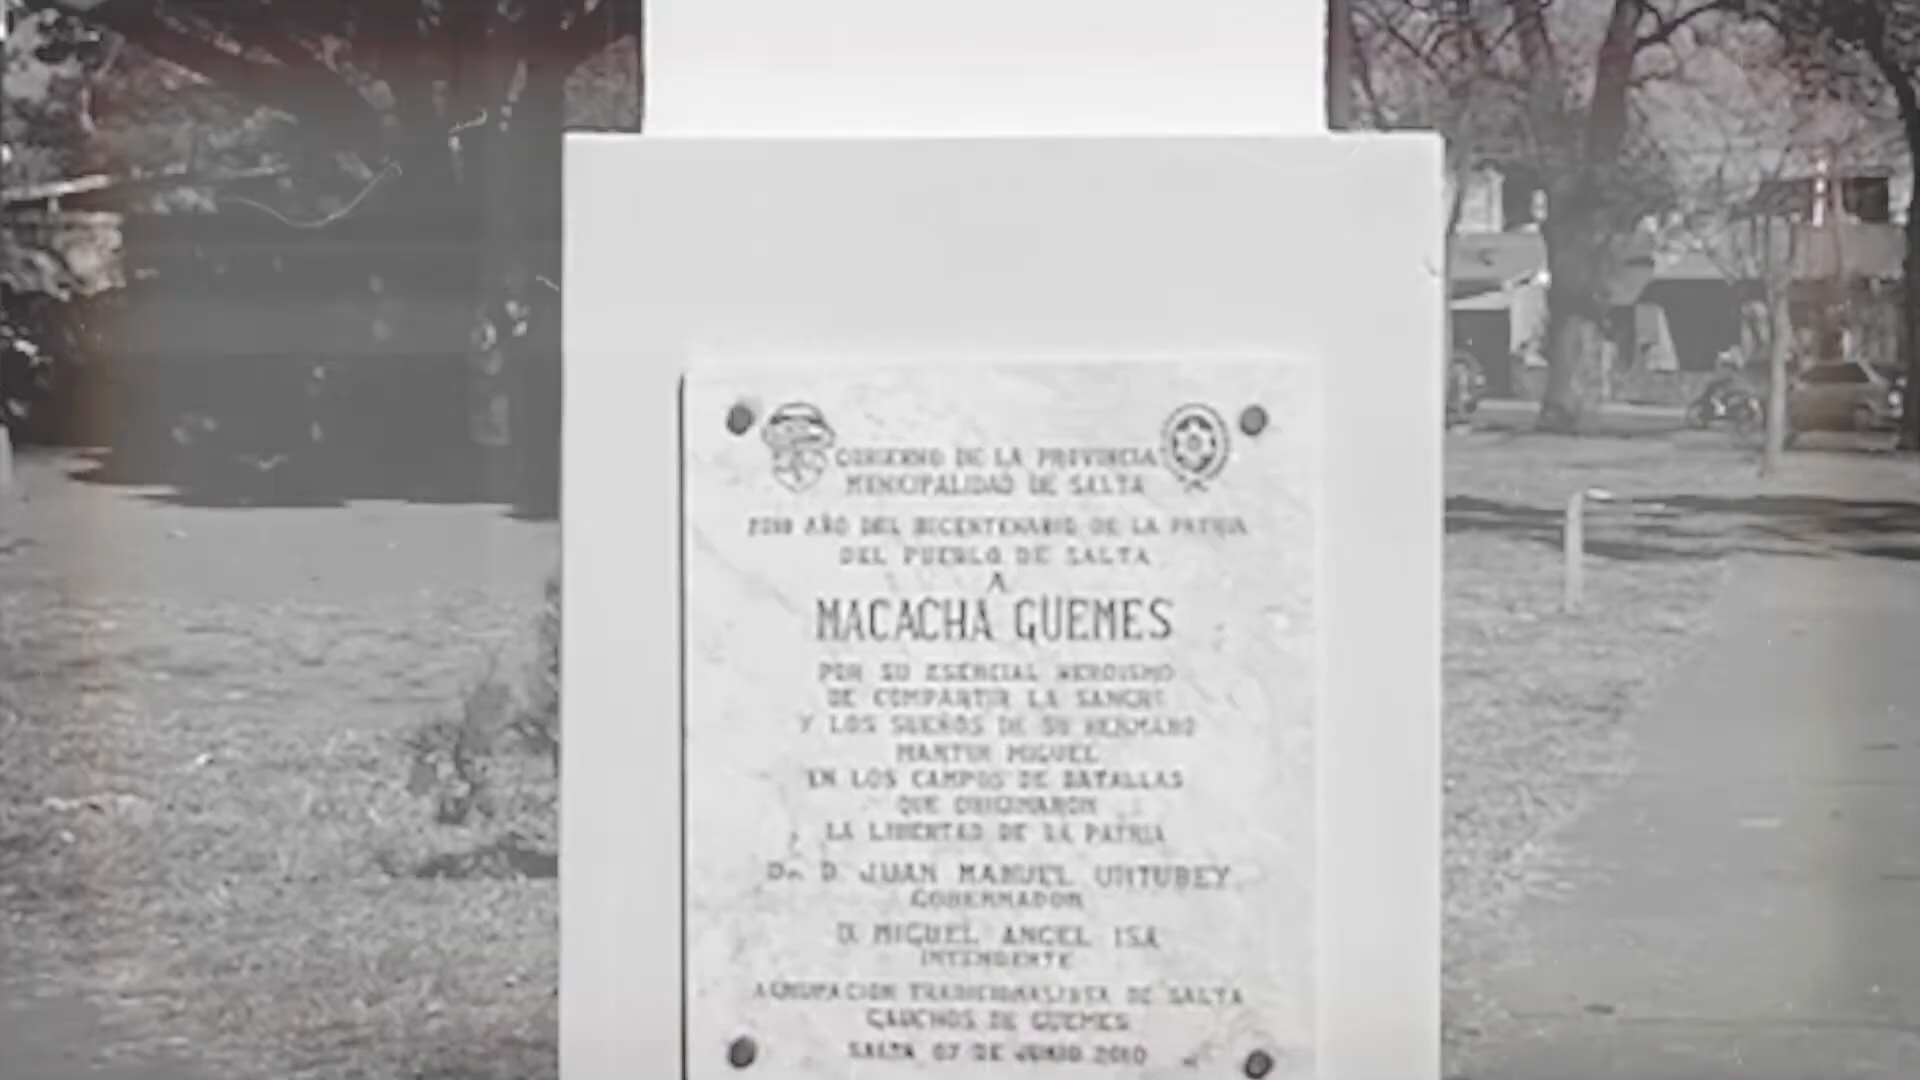 GOBIERNO DE LA PROVINCIA
MUNICIPALIDAD DE SALTA
2010 AÑO DEL BICENTENARIO DE LA PATRIA
DEL PUEBLO DE SALTA
A
MACACHA GUEMES
POR SU ESENCIAL HEROISMO
DE COMPARTIR LA SANGRE
Y LOS SUEÑOS DE SU HERMANO
MARTIN MIGUEL
EN LOS CAMPOS DE BATALLAS
QUE ORIGINARON
LA LIBERTAD DE LA PATRIA
Dr. D. JUAN MANUEL URTUBEY
GOBERNADOR
D. MIGUEL ANGEL ISA
INTENDENTE
AGRUPACION TRADICIONALISTA DE SALTA
GAUCHOS DE GUEMES
SALTA 07 DE JUNIO 2010